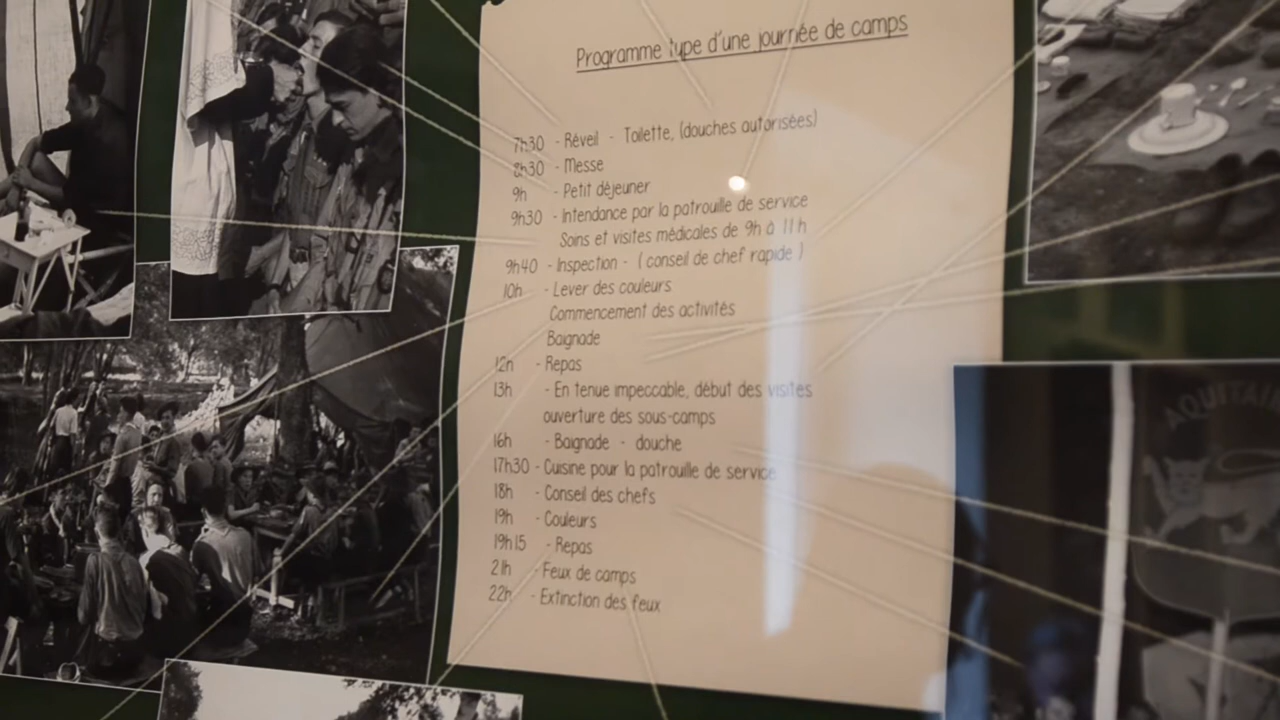 Programme type d'une journée de camps
7h30 - Réveil - Toilette, (douches autorisées)
8h30 - Messe
9h - Petit déjeuner
9h30 - Intendance par la patrouille de service
Soins et visites médicales de 9h à 11h
9h40 - Inspection - (conseil de chef rapide)
10h - Lever des couleurs
Commencement des activités
Baignade
12h - Repas
13h - En tenue impeccable, début des visites
ouverture des sous-camps
16h - Baignade - douche
17h30 - Cuisine pour la patrouille de service
18h - Conseil des chefs
19h - Couleurs
19h15 - Repas
21h - Feux de camps
22h - Extinction des feux